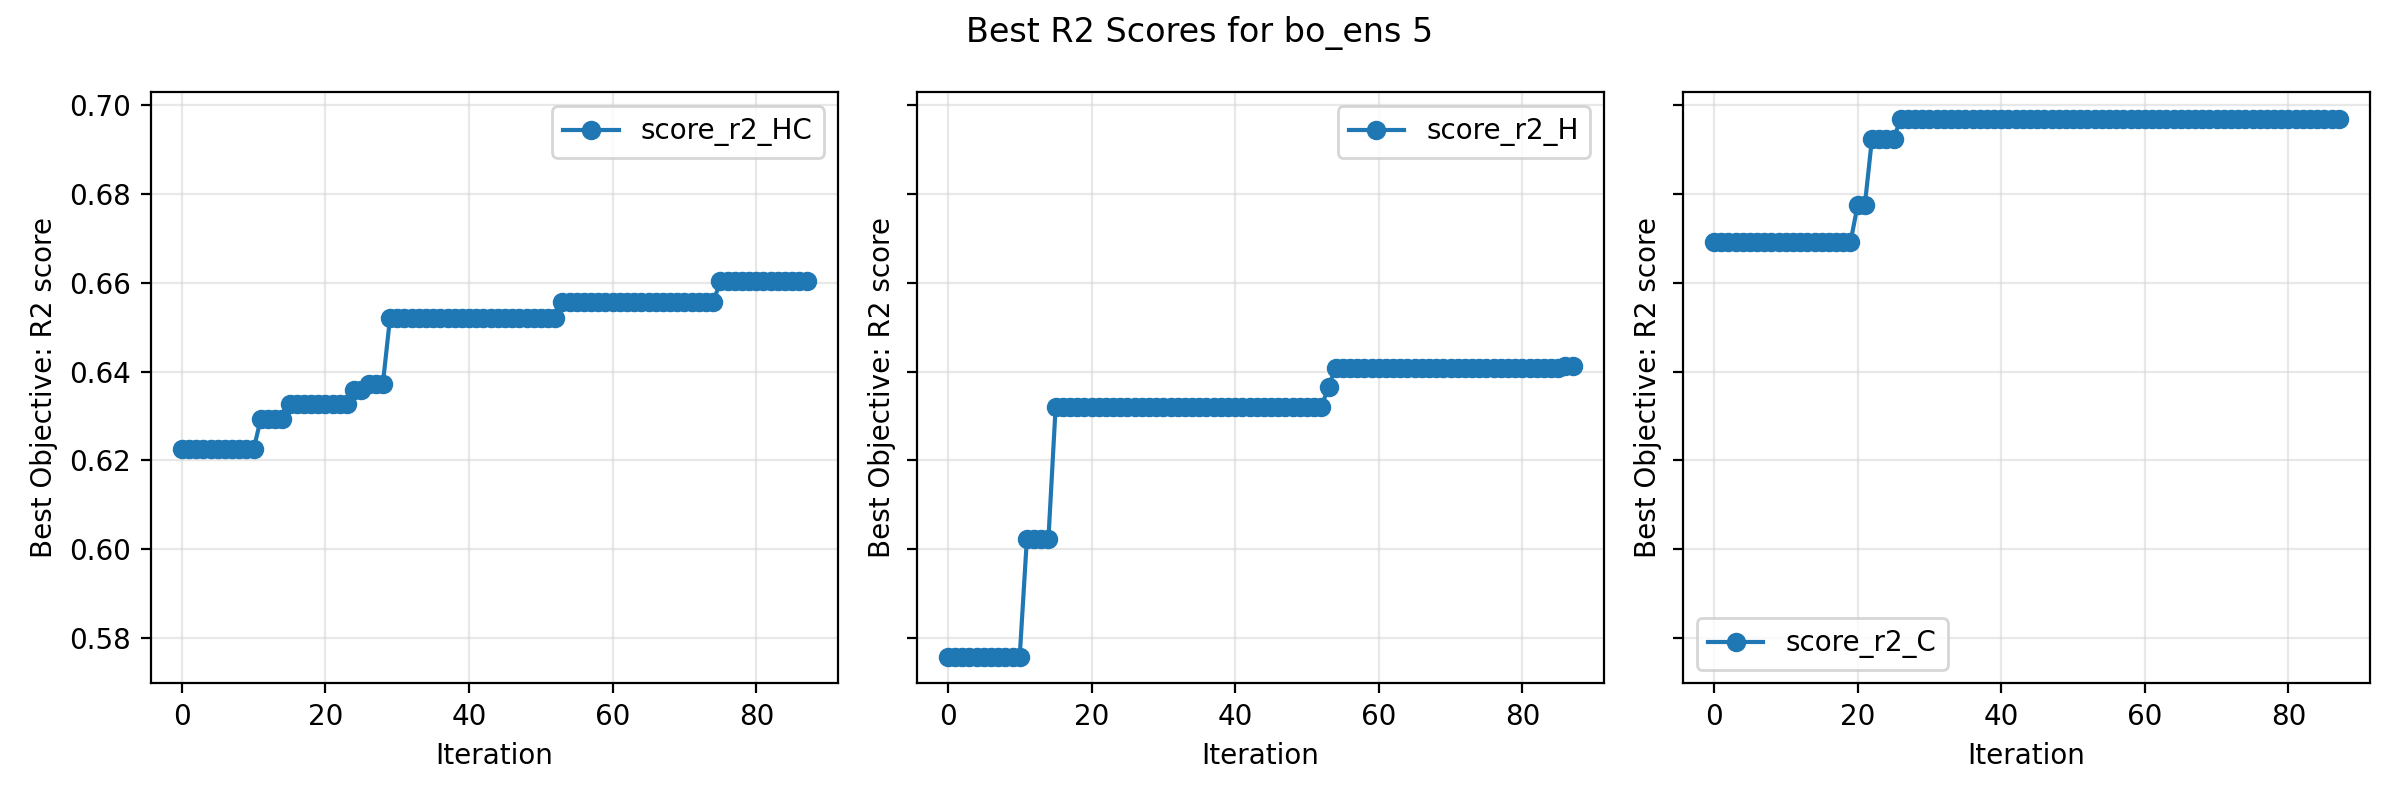 Best R2 Scores for bo_ens 5
Best Objective: R2 score
0.70
0.68
0.66
0.64
0.62
0.60
0.58
score_r2_HC
0 20 40 60 80
Iteration
Best Objective: R2 score
score_r2_H
0 20 40 60 80
Iteration
Best Objective: R2 score
score_r2_C
0 20 40 60 80
Iteration